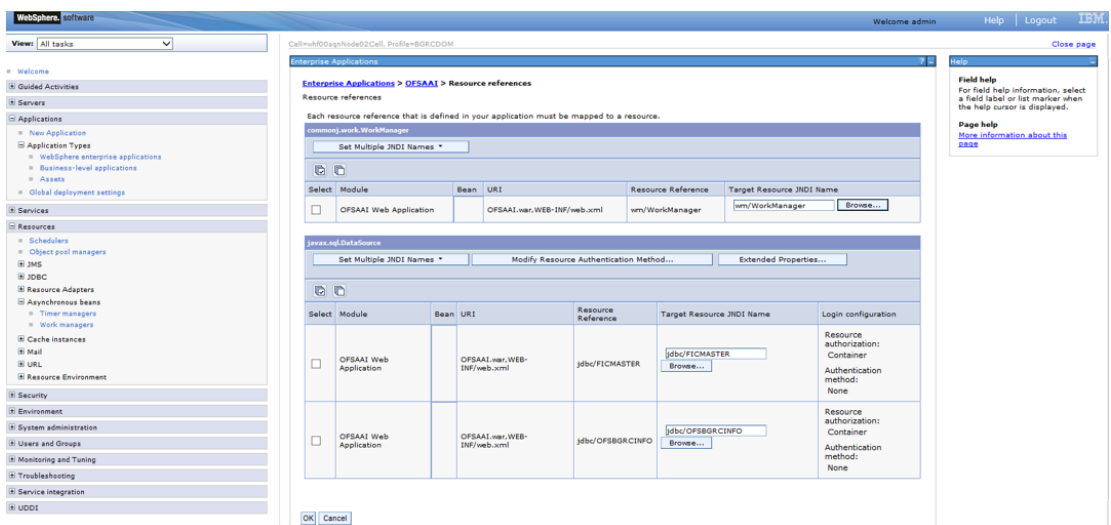 WebSphere. software
Welcome admin
Help | Logout
IBM.
View: All tasks
Cell=whf00aqnNode02Cell, Profile=BGRCDOM
Close page
Welcome
Guided Activities
Servers
Applications
New Application
Application Types
WebSphere enterprise applications
Business-level applications
Assets
Global deployment settings
Services
Resources
Schedulers
Object pool managers
JMS
JDBC
Resource Adapters
Asynchronous beans
Timer managers
Work managers
Cache instances
Mail
URL
Resource Environment
Security
Environment
System administration
Users and Groups
Monitoring and Tuning
Troubleshooting
Service integration
UDDI
Enterprise Applications
Enterprise Applications > OFSAAI > Resource references
Resource references
Each resource reference that is defined in your application must be mapped to a resource.
commonj.work.WorkManager
Set Multiple JNDI Names
Select Module Bean URI Resource Reference Target Resource JNDI Name
OFSAAI Web Application OFSAAI.war,WEB-INF/web.xml wm/WorkManager wm/WorkManager Browse...
javax.sql.DataSource
Set Multiple JNDI Names Modify Resource Authentication Method... Extended Properties...
Select Module Bean URI Resource Reference Target Resource JNDI Name Login configuration
OFSAAI Web
Application
OFSAAI.war,WEB-
INF/web.xml
jdbc/FICMASTER
jdbc/FICMASTER
Browse...
Resource
authorization:
Container
Authentication
method:
None
OFSAAI Web
Application
OFSAAI.war,WEB-
INF/web.xml
jdbc/OFSBGRCINFO
jdbc/OFSBGRCINFO
Browse...
Resource
authorization:
Container
Authentication
method:
None
OK Cancel
Help
Field help
For field help information, select
a field label or list marker when
the help cursor is displayed.
Page help
More information about this
page